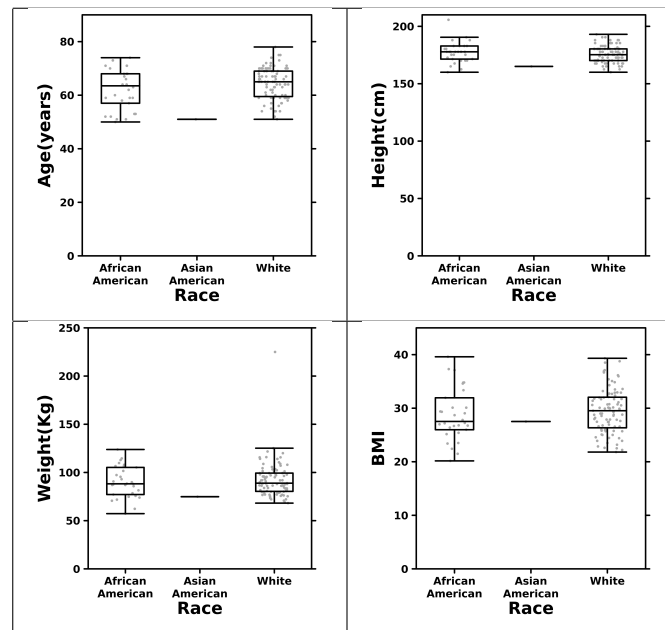 Age(years)
80
60
40
20
0
African American
Asian American
White
Race
Height(cm)
200
150
100
50
0
African American
Asian American
White
Race
Weight(Kg)
250
200
150
100
50
0
African American
Asian American
White
Race
BMI
40
30
20
10
0
African American
Asian American
White
Race